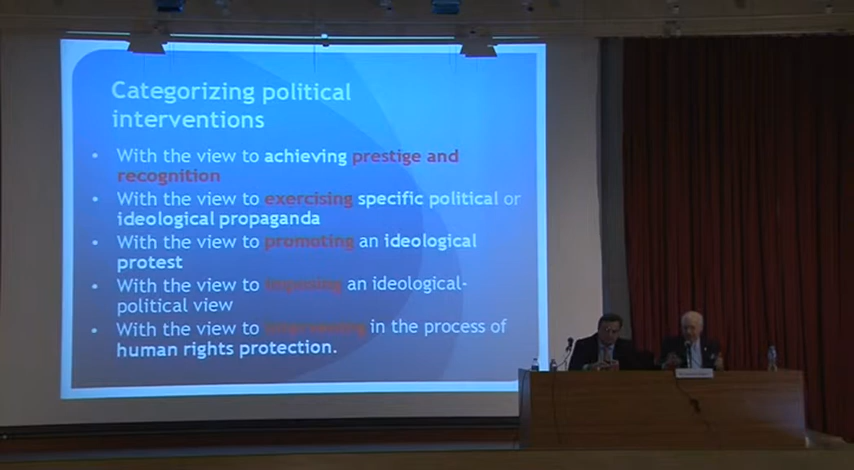 Categorizing political
interventions
• With the view to achieving prestige and
recognition
• With the view to exercising specific political or
ideological propaganda
• With the view to promoting an ideological
protest
• With the view to imposing an ideological-
political view
• With the view to intervening in the process of
human rights protection.